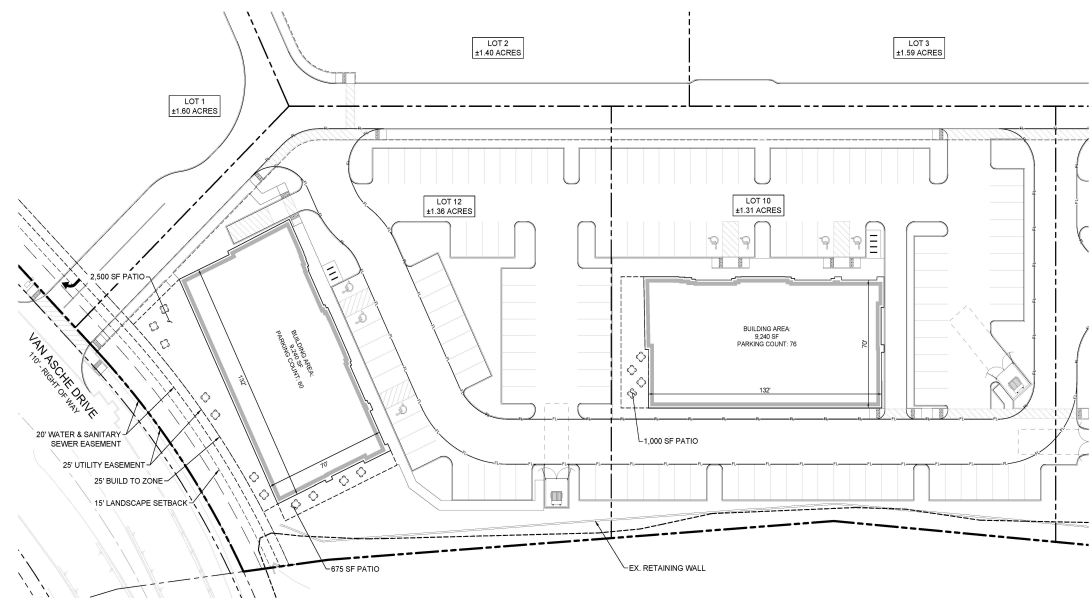 LOT 2
±1.40 ACRES
LOT 3
±1.59 ACRES
LOT 1
±1.60 ACRES
LOT 12
±1.36 ACRES
LOT 10
±1.31 ACRES
2,500 SF PATIO
BUILDING AREA:
9,240 SF
PARKING COUNT: 80
132'
70'
BUILDING AREA:
9,240 SF
PARKING COUNT: 76
70'
132'
VAN ASCHE DRIVE
110' - RIGHT OF WAY
1,000 SF PATIO
20' WATER & SANITARY
SEWER EASEMENT
25' UTILITY EASEMENT
25' BUILD TO ZONE
15' LANDSCAPE SETBACK
675 SF PATIO
EX. RETAINING WALL